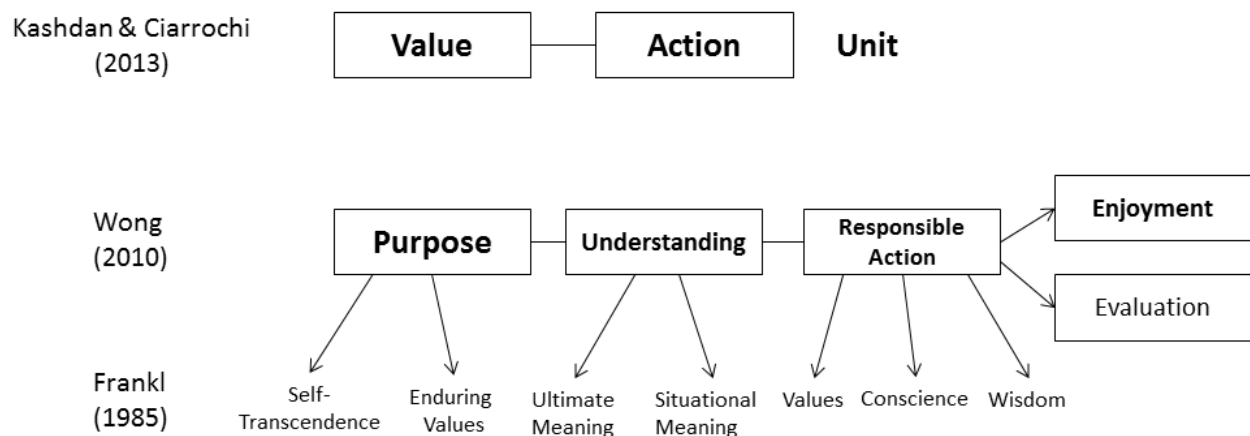 Kashdan & Ciarrochi
(2013)
Value
Action
Unit
Wong
(2010)
Purpose
Understanding
Responsible
Action
Enjoyment
Evaluation
Frankl
(1985)
Self-
Transcendence
Enduring
Values
Ultimate
Meaning
Situational
Meaning
Values
Conscience
Wisdom